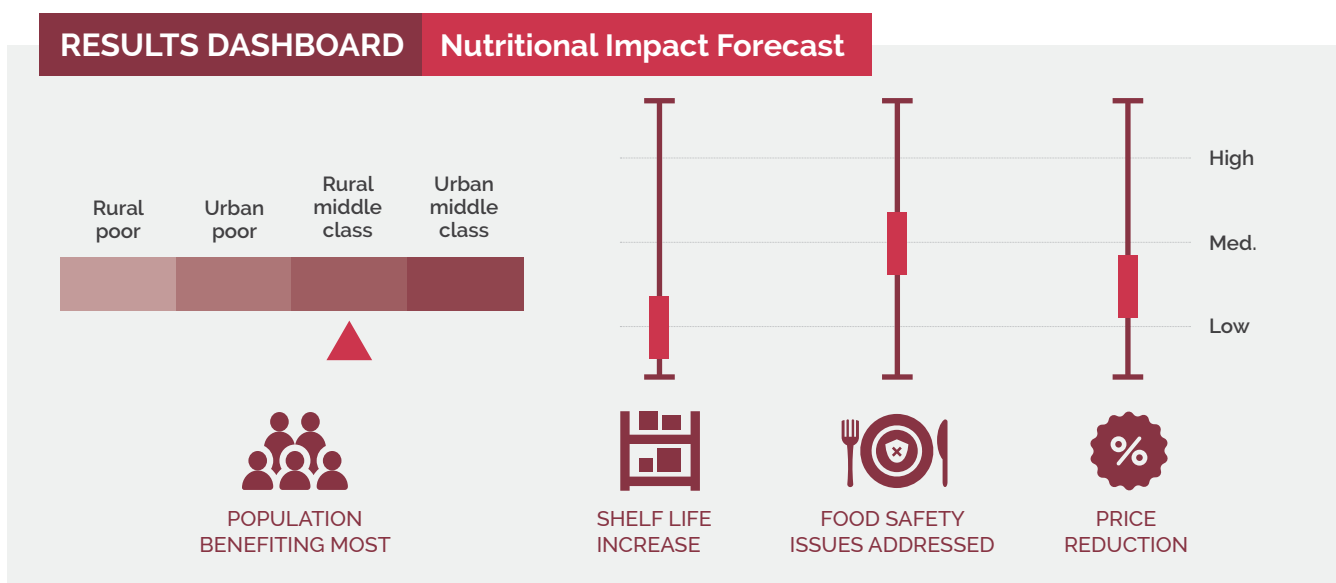 RESULTS DASHBOARD Nutritional Impact Forecast
Rural
poor
Urban
poor
Rural
middle
class
Urban
middle
class
High
Med.
Low
POPULATION
BENEFITING MOST
SHELF LIFE
INCREASE
FOOD SAFETY
ISSUES ADDRESSED
%
PRICE
REDUCTION